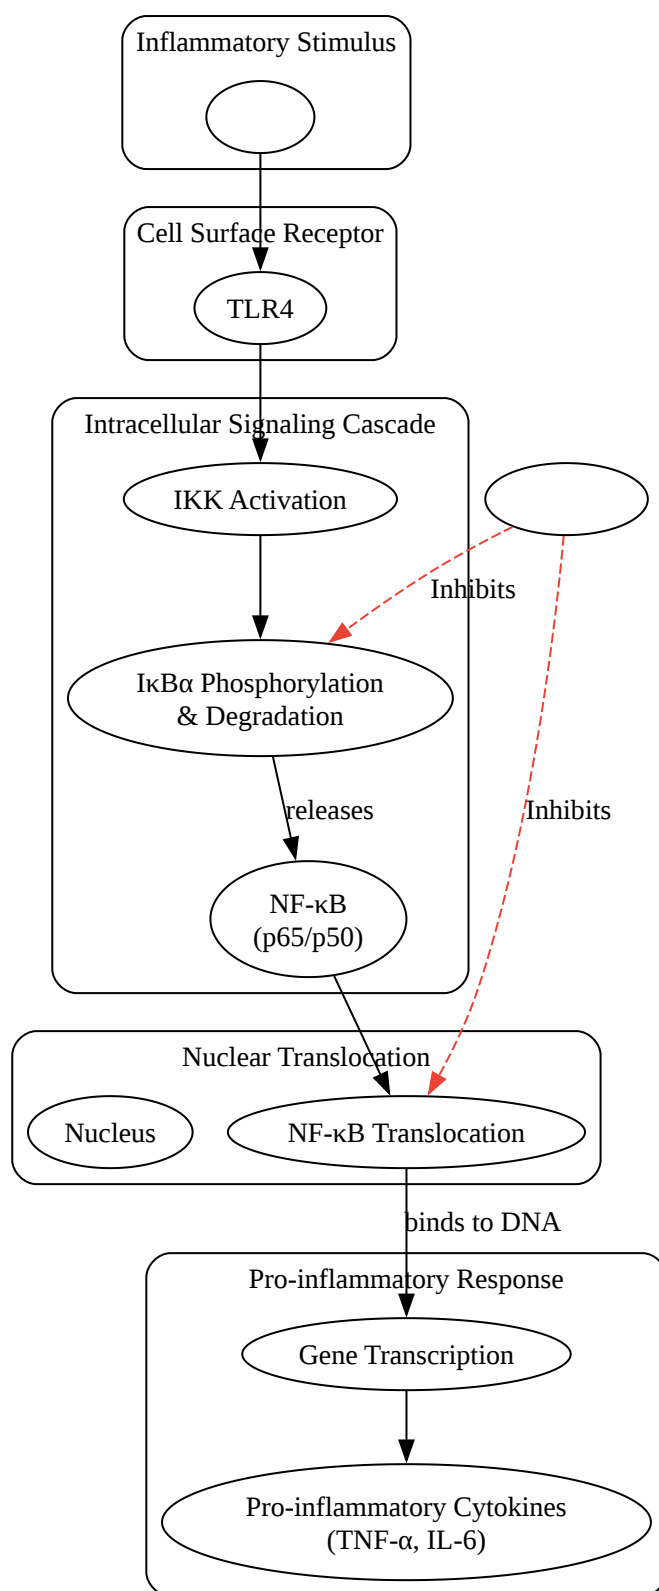 Inflammatory Stimulus
Cell Surface Receptor
TLR4
Intracellular Signaling Cascade
IKK Activation
Inhibits
IκBα Phosphorylation
& Degradation
releases
Inhibits
NF-κB
(p65/p50)
Nuclear Translocation
Nucleus
NF-κB Translocation
binds to DNA
Pro-inflammatory Response
Gene Transcription
Pro-inflammatory Cytokines
(TNF-α, IL-6)